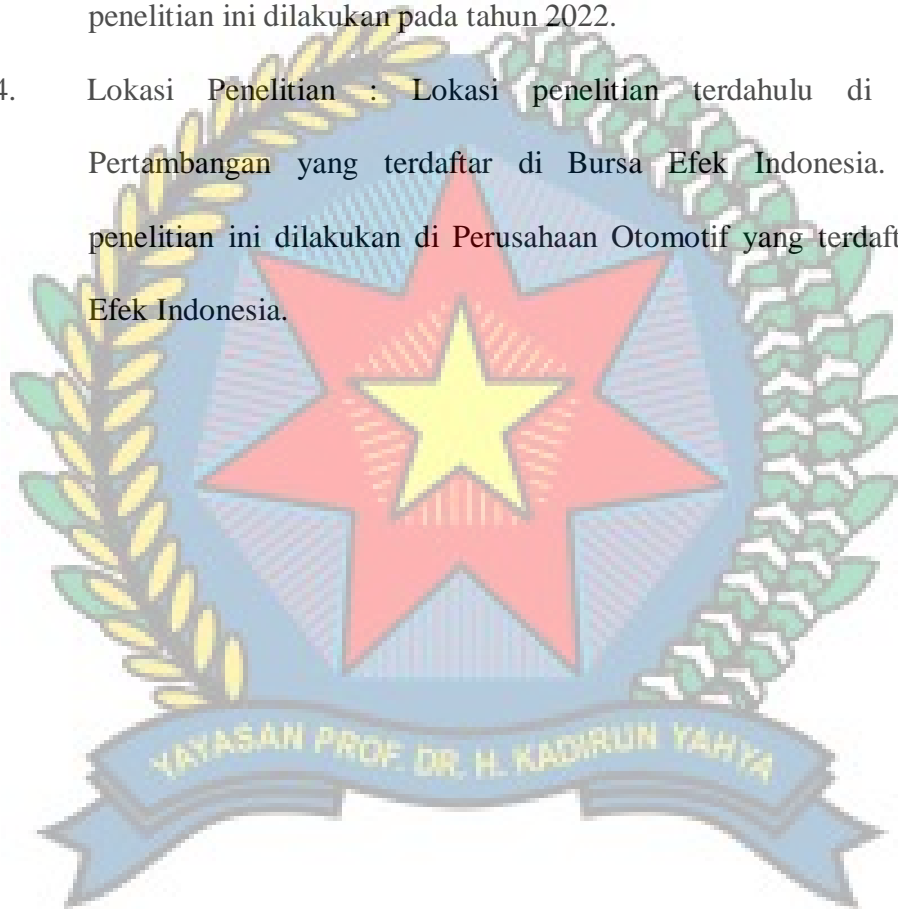 penelitian ini dilakukan pada tahun 2022.
4. Lokasi Penelitian : Lokasi penelitian terdahulu di
Pertambangan yang terdaftar di Bursa Efek Indonesia.
penelitian ini dilakukan di Perusahaan Otomotif yang terdaft
Efek Indonesia.
YAYASAN PROF. DR. H. KADIRUN YAHYA